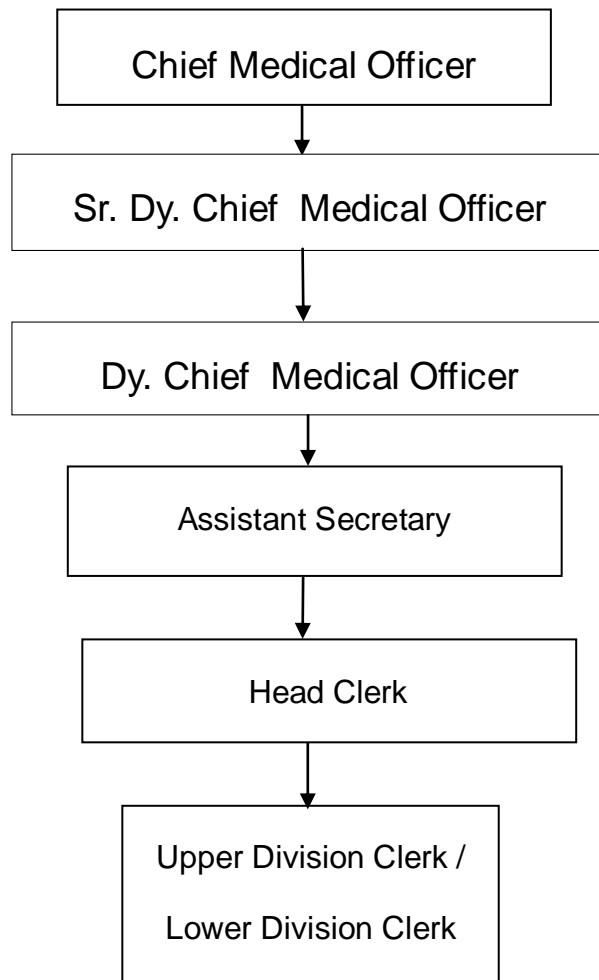 Chief Medical Officer
Sr. Dy. Chief Medical Officer
Dy. Chief Medical Officer
Assistant Secretary
Head Clerk
Upper Division Clerk /
Lower Division Clerk